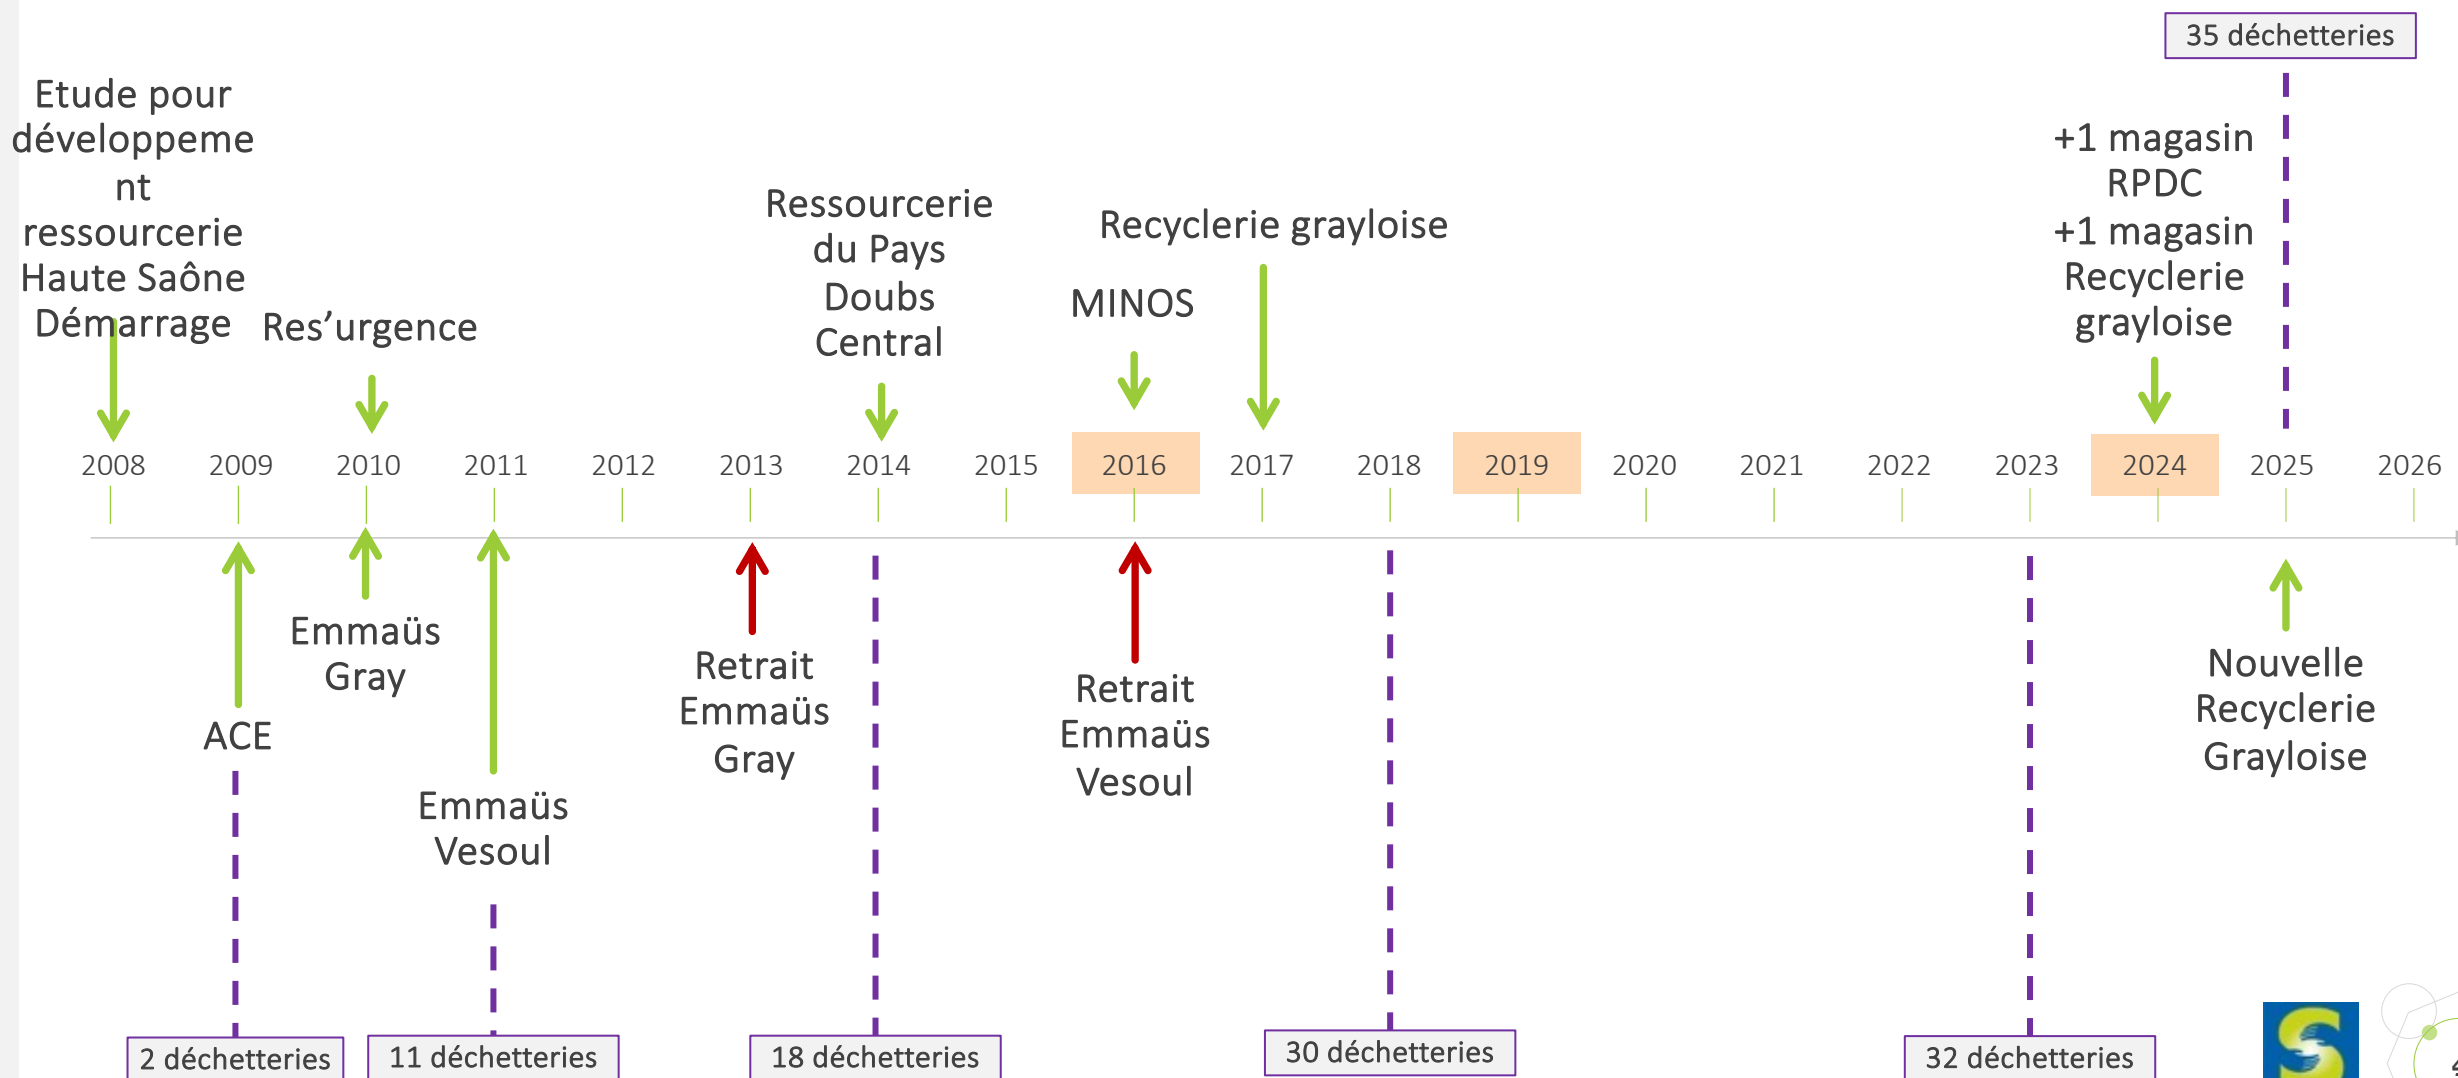 35 déchetteries
Etude pour
développeme
nt
ressourcerie
Haute Saône
Démarrage
Res’urgence
Ressourcerie
du Pays
Doubs
Central
MINOS
Recyclerie grayloise
+1 magasin
RPDC
+1 magasin
Recyclerie
grayloise
2008 2009 2010 2011 2012 2013 2014 2015 2016 2017 2018 2019 2020 2021 2022 2023 2024 2025 2026
ACE
Emmaüs
Gray
Emmaüs
Vesoul
Retrait
Emmaüs
Gray
Retrait
Emmaüs
Vesoul
Nouvelle
Recyclerie
Grayloise
2 déchetteries
11 déchetteries
18 déchetteries
30 déchetteries
32 déchetteries